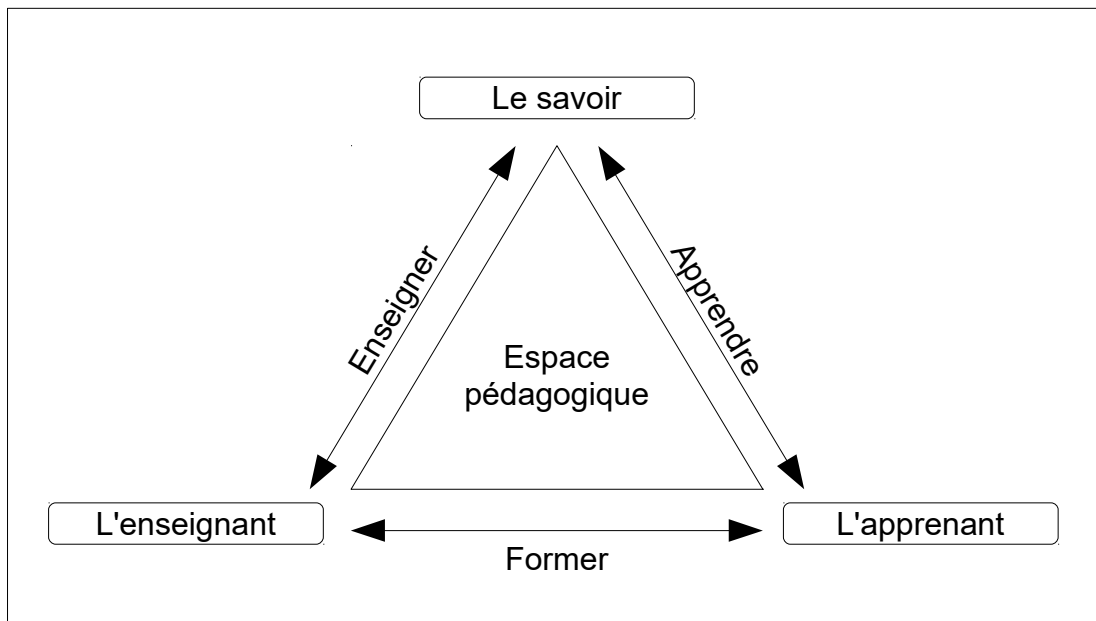 Le savoir
Enseigner
Apprendre
Espace
pédagogique
L'enseignant
L'apprenant
Former